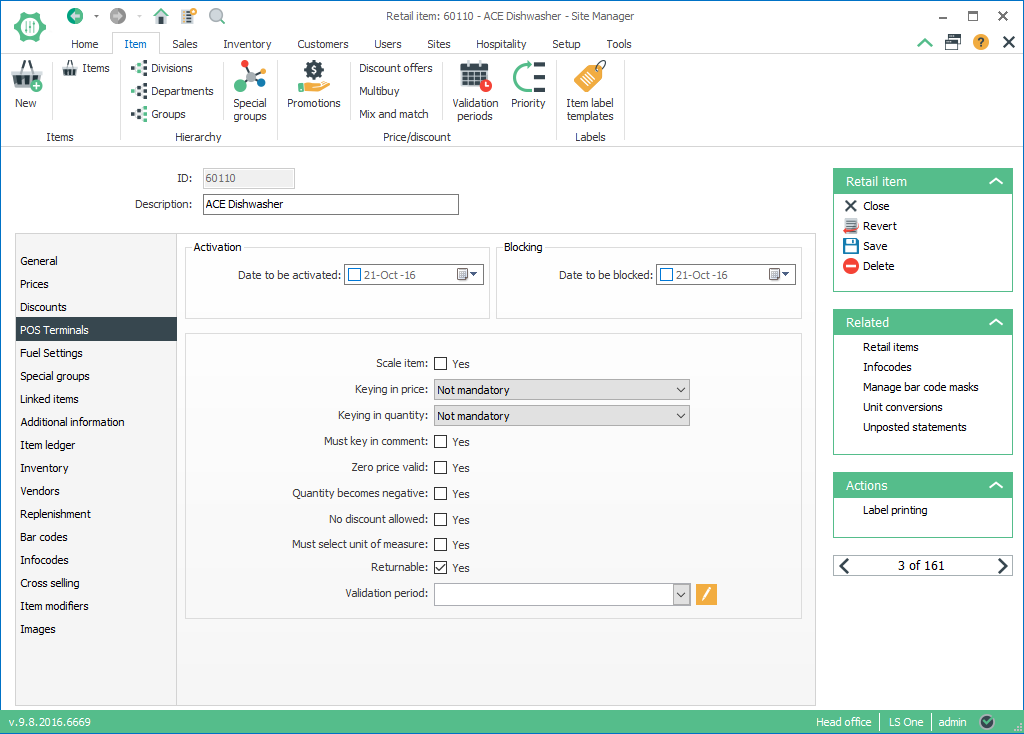 Retail item: 60110 - ACE Dishwasher - Site Manager
Home Item Sales Inventory Customers Users Sites Hospitality Setup Tools
New
Items
Items
Divisions
Departments
Groups
Special
groups
Hierarchy
Promotions
Discount offers
Multibuy
Mix and match
Validation
periods
Priority
Price/discount
Item label
templates
Labels
ID: 60110
Description: ACE Dishwasher
General
Prices
Discounts
POS Terminals
Fuel Settings
Special groups
Linked items
Additional information
Item ledger
Inventory
Vendors
Replenishment
Bar codes
Infocodes
Cross selling
Item modifiers
Images
Activation
Date to be activated: 21-Oct -16
Blocking
Date to be blocked: 21-Oct -16
Scale item: Yes
Keying in price: Not mandatory
Keying in quantity: Not mandatory
Must key in comment: Yes
Zero price valid: Yes
Quantity becomes negative: Yes
No discount allowed: Yes
Must select unit of measure: Yes
Returnable: Yes
Validation period:
Retail item
Close
Revert
Save
Delete
Related
Retail items
Infocodes
Manage bar code masks
Unit conversions
Unposted statements
Actions
Label printing
3 of 161
v.9.8.2016.6669
Head office LS One admin